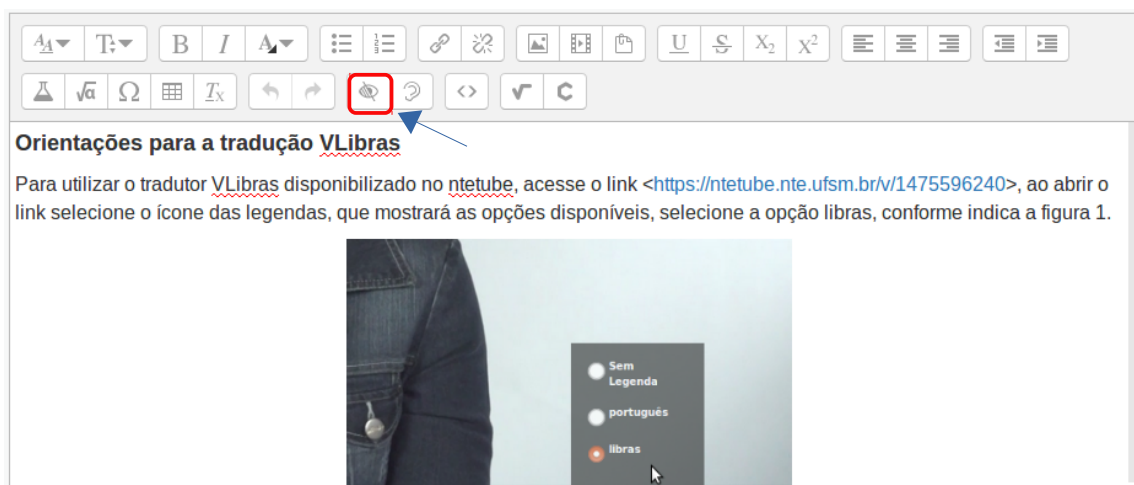 Orientações para a tradução VLibras
Para utilizar o tradutor VLibras disponibilizado no ntetube, acesse o link <https://ntetube.nte.ufsm.br/v/1475596240>, ao abrir o
link selecione o ícone das legendas, que mostrará as opções disponíveis, selecione a opção libras, conforme indica a figura 1.
Sem
Legenda
português
libras